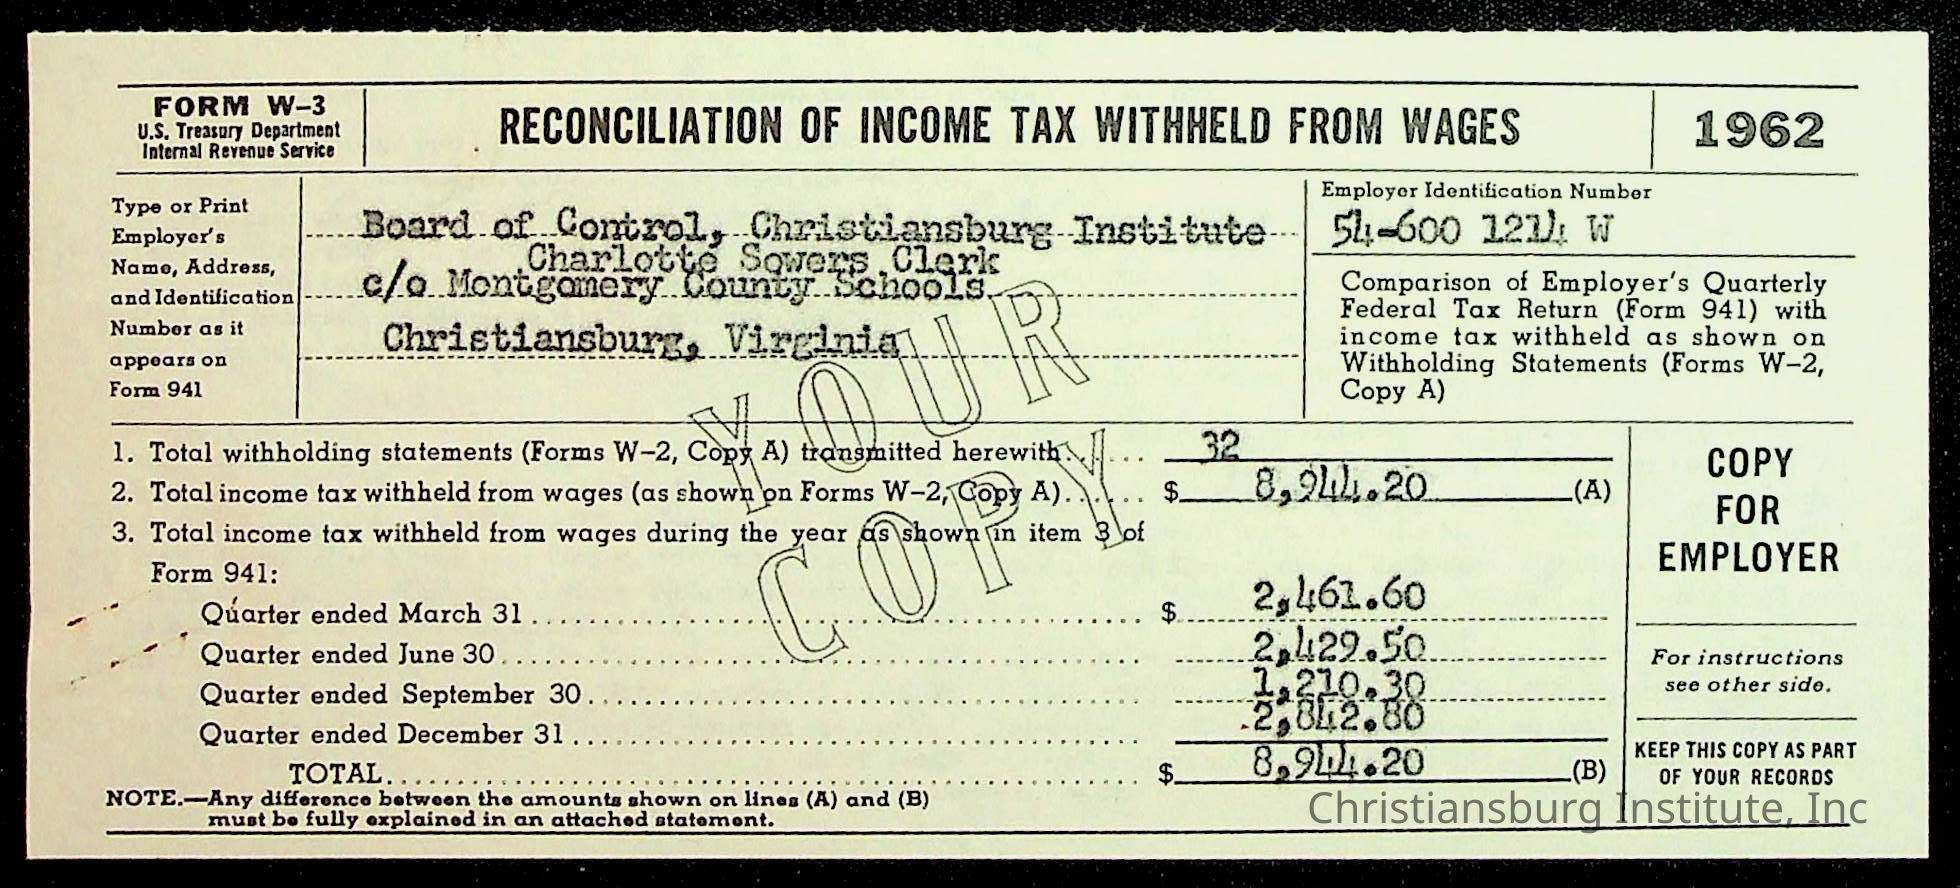 FORM W-3
U.S. Treasury Department
Internal Revenue Service
RECONCILIATION OF INCOME TAX WITHHELD FROM WAGES
1962
Type or Print
Employer's
Name, Address,
and Identification
Number as it
appears on
Form 941
Board of Control, Christiansburg Institute
Charlotte Sowers Clerk
c/o Montgomery County Schools
Christiansburg, Virginia
Employer Identification Number
54-600 1214 W
Comparison of Employer's Quarterly
Federal Tax Return (Form 941) with
income tax withheld as shown on
Withholding Statements (Forms W-2,
Copy A)
YOUR
COPY
1. Total withholding statements (Forms W-2, Copy A) transmitted herewith...... 32
2. Total income tax withheld from wages (as shown on Forms W-2, Copy A)...... $ 8,944.20 (A)
3. Total income tax withheld from wages during the year as shown in item 3 of
Form 941:
Quarter ended March 31 $ 2,461.60
Quarter ended June 30 2,429.50
Quarter ended September 30 1,210.30
Quarter ended December 31 2,842.80
TOTAL $ 8,944.20 (B)
NOTE.—Any difference between the amounts shown on lines (A) and (B)
must be fully explained in an attached statement.
COPY
FOR
EMPLOYER
For instructions
see other side.
KEEP THIS COPY AS PART
OF YOUR RECORDS
Christiansburg Institute, Inc